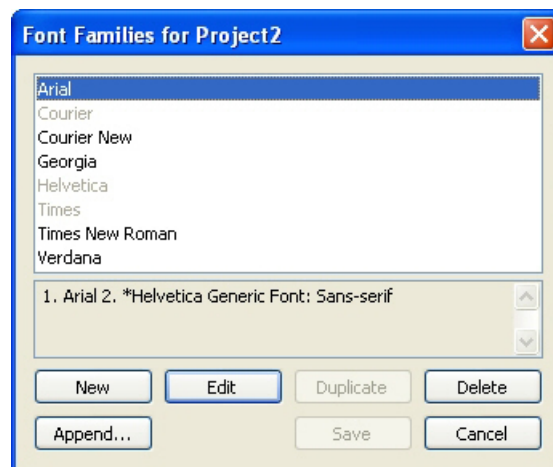 Font Families for Project2
Arial
Courier
Courier New
Georgia
Helvetica
Times
Times New Roman
Verdana
1. Arial 2. *Helvetica Generic Font: Sans-serif
New Edit Duplicate Delete
Append... Save Cancel